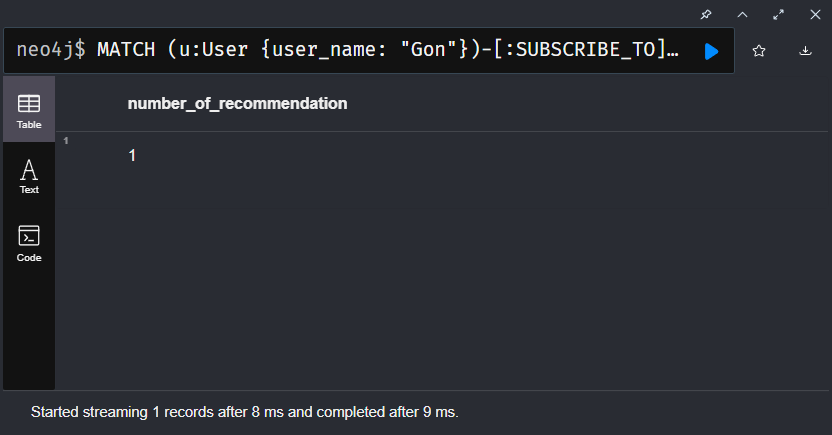 neo4j$ MATCH (u:User {user_name: "Gon"})-[:SUBSCRIBE_TO]…
Table
number_of_recommendation
1
1
Text
Code
Started streaming 1 records after 8 ms and completed after 9 ms.